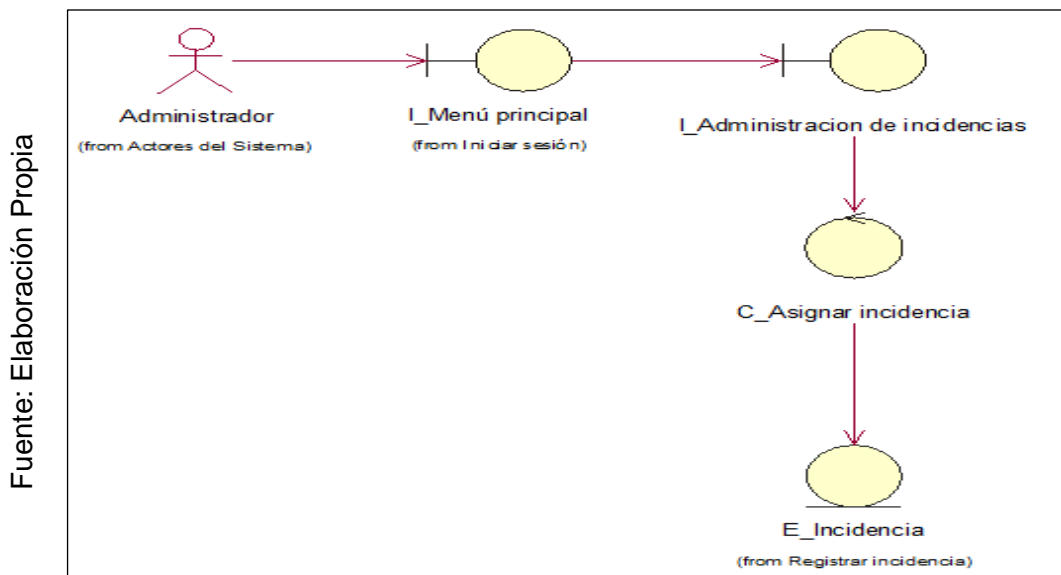 Fuente: Elaboración Propia
Administrador
(from Actores del Sistema)
I_Menú principal
(from Iniciar sesión)
I_Administracion de incidencias
C_Asignar incidencia
E_Incidencia
(from Registrar incidencia)